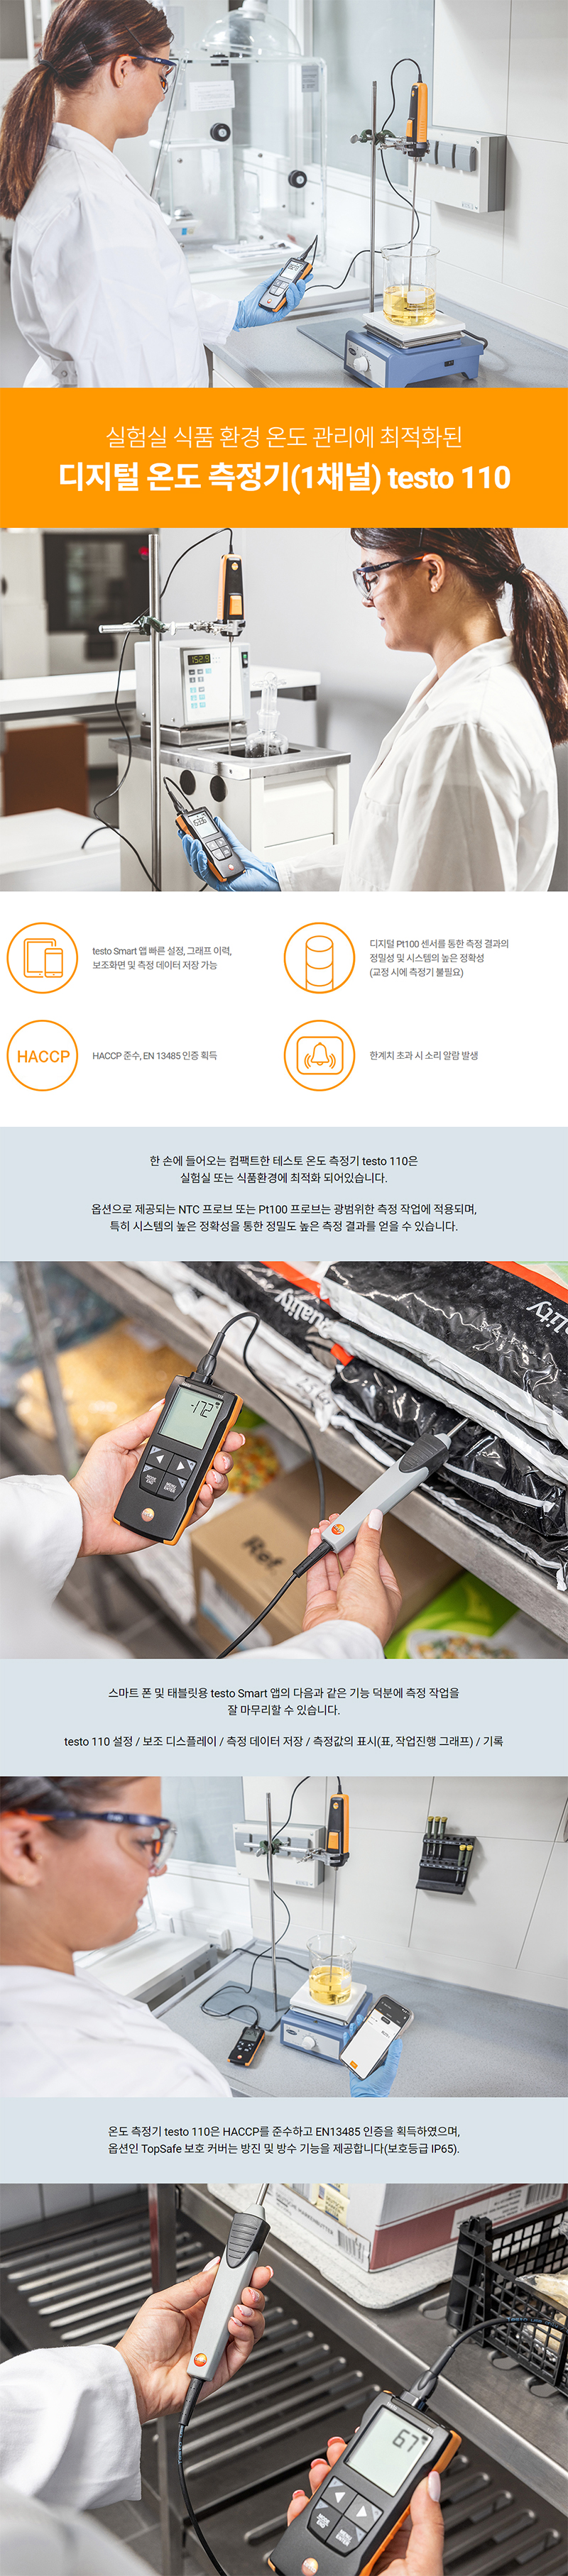 실험실 식품 환경 온도 관리에 최적화된
디지털 온도 측정기(1채널) testo 110
testo Smart 앱 빠른 설정, 그래프 이력,
보조화면 및 측정 데이터 저장 가능
디지털 Pt100 센서를 통한 측정 결과의
정밀성 및 시스템의 높은 정확성
(교정 시에 측정기 불필요)
HACCP
HACCP 준수, EN 13485 인증 획득
한계치 초과 시 소리 알람 발생
한 손에 들어오는 컴팩트한 테스토 온도 측정기 testo 110은
실험실 또는 식품환경에 최적화 되어있습니다.
옵션으로 제공되는 NTC 프로브 또는 Pt100 프로브는 광범위한 측정 작업에 적용되며,
특히 시스템의 높은 정확성을 통한 정밀도 높은 측정 결과를 얻을 수 있습니다.
uality
ality
-17.2
Ref.
스마트 폰 및 태블릿용 testo Smart 앱의 다음과 같은 기능 덕분에 측정 작업을
잘 마무리할 수 있습니다.
testo 110 설정 / 보조 디스플레이 / 측정 데이터 저장 / 측정값의 표시(표, 작업진행 그래프) / 기록
온도 측정기 testo 110은 HACCP를 준수하고 EN13485 인증을 획득하였으며,
옵션인 TopSafe 보호 커버는 방진 및 방수 기능을 제공합니다(보호등급 IP65).
6.7